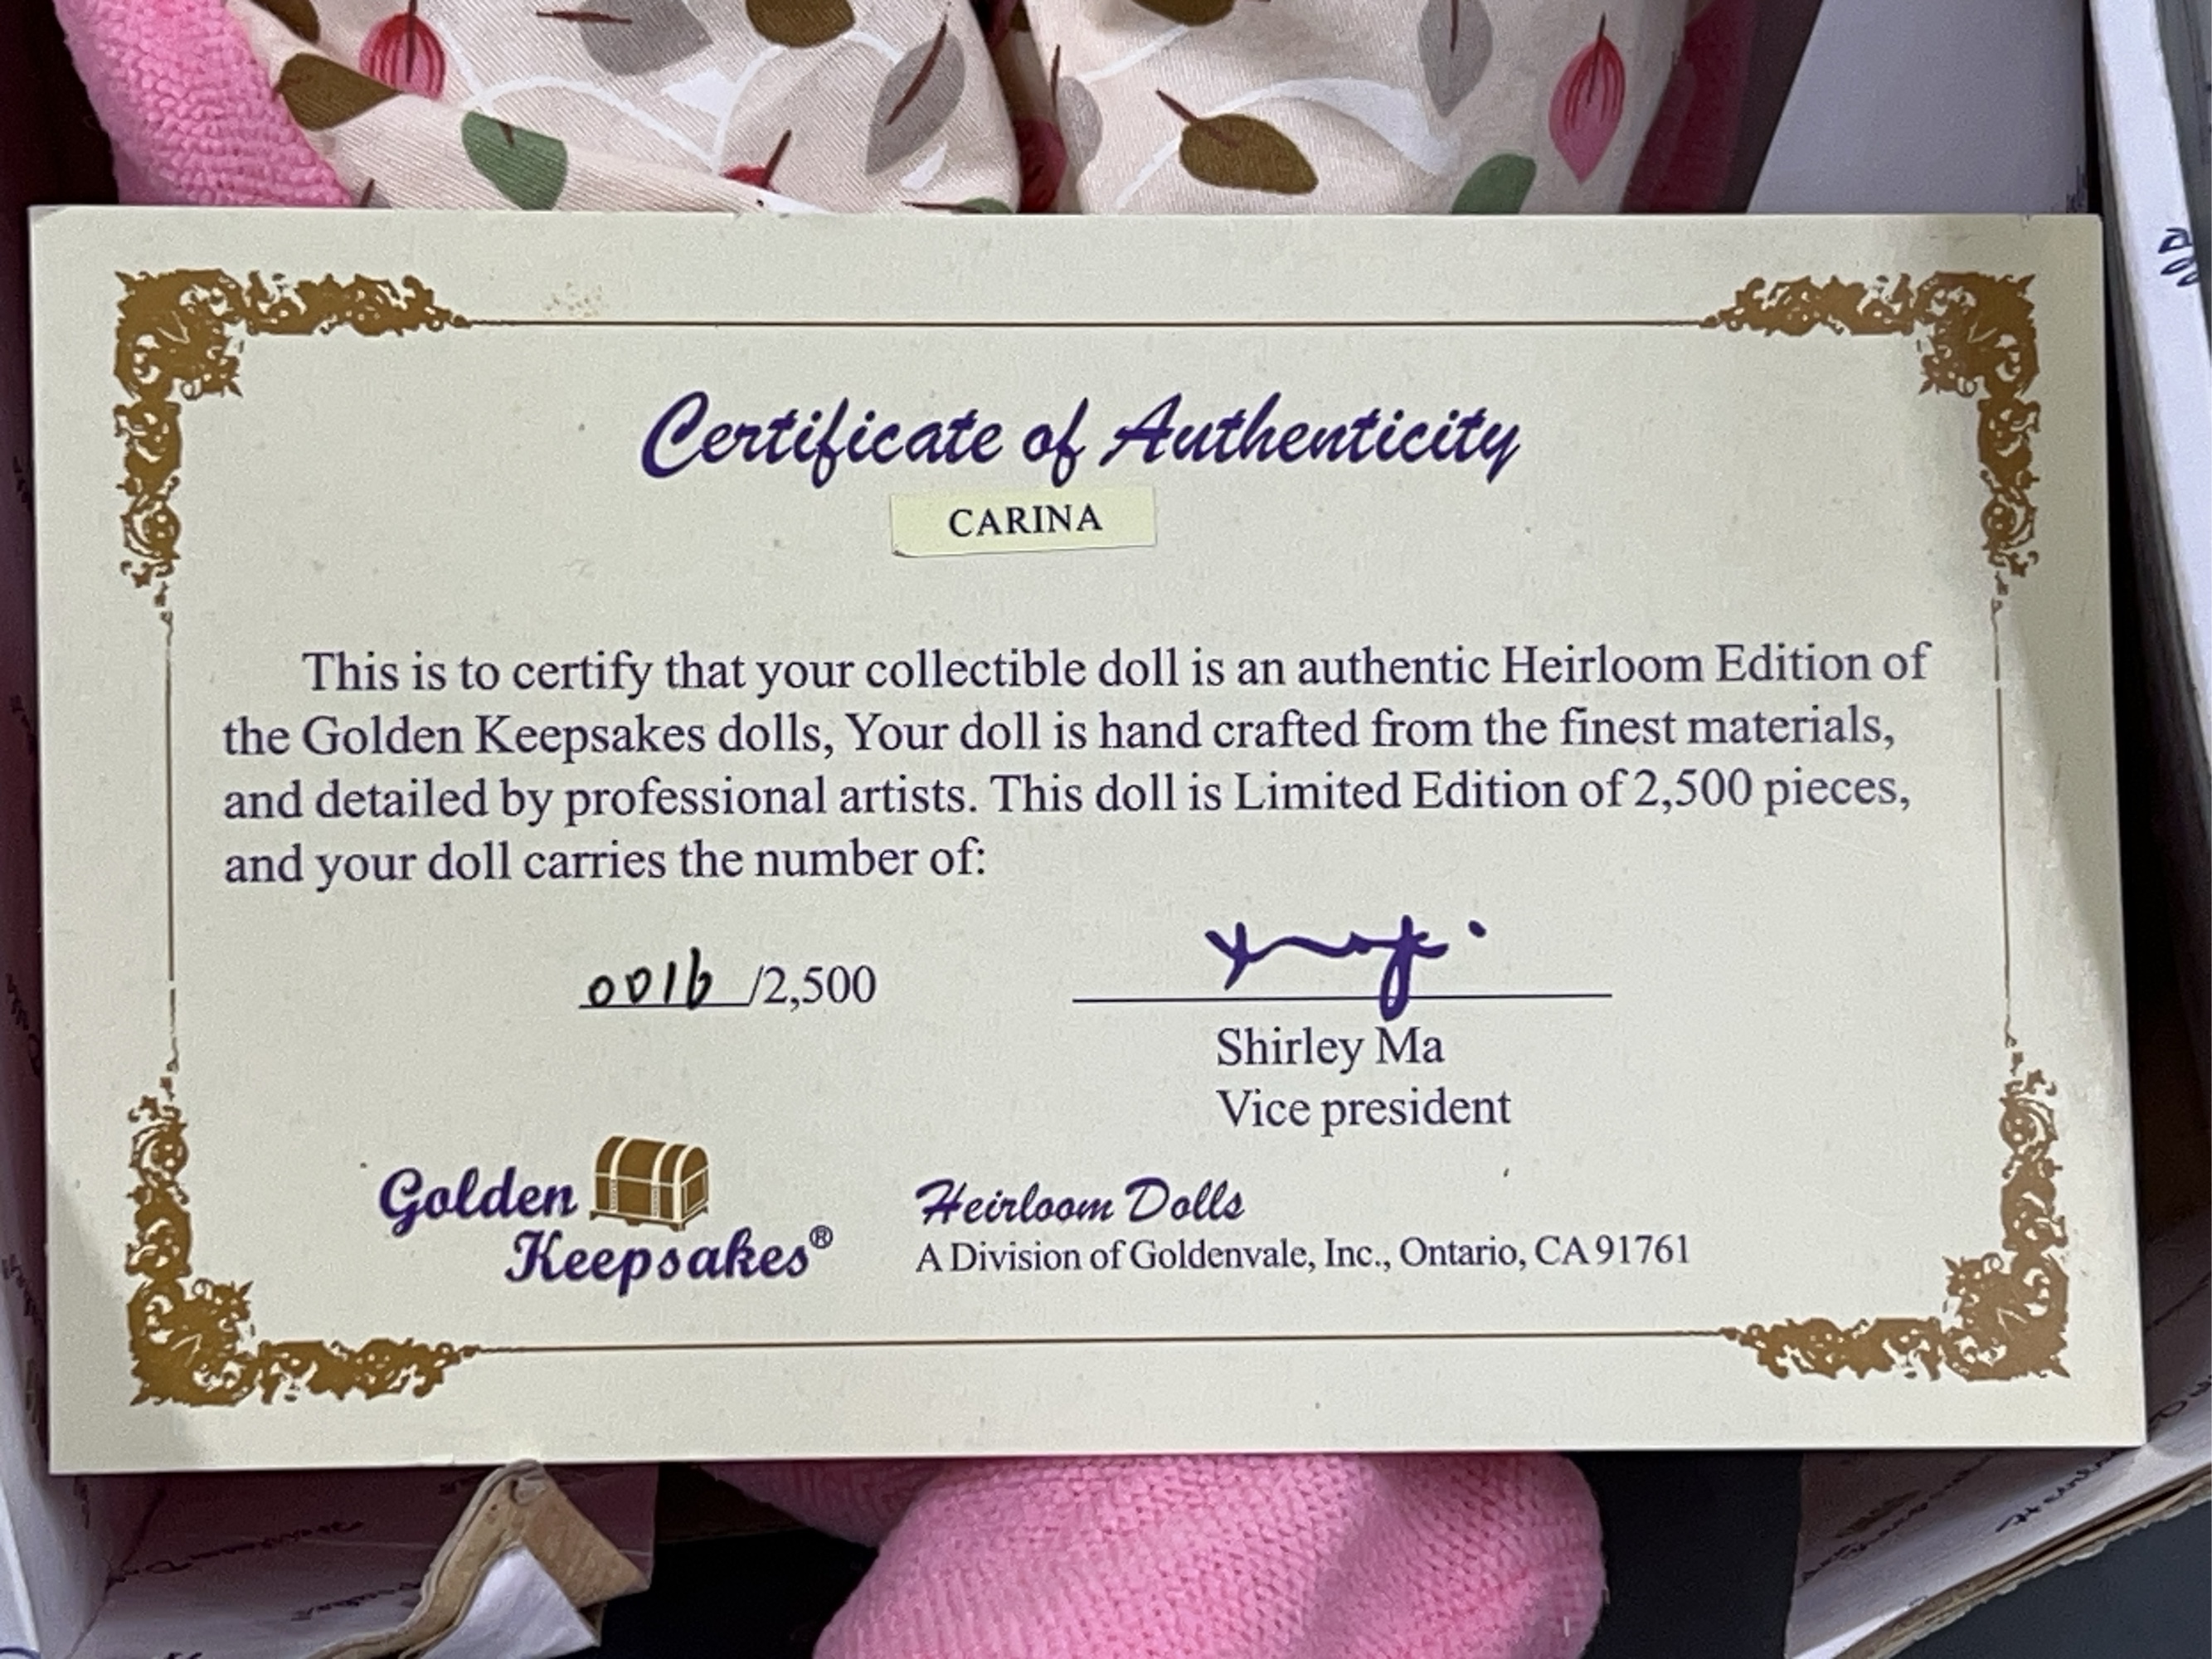 Certificate of Authenticity
CARINA
This is to certify that your collectible doll is an authentic Heirloom Edition of
the Golden Keepsakes dolls, Your doll is hand crafted from the finest materials,
and detailed by professional artists. This doll is Limited Edition of 2,500 pieces,
and your doll carries the number of:
0016 /2,500
Shirley Ma
Vice president
Golden
Keepsakes®
Heirloom Dolls
A Division of Goldenvale, Inc., Ontario, CA 91761